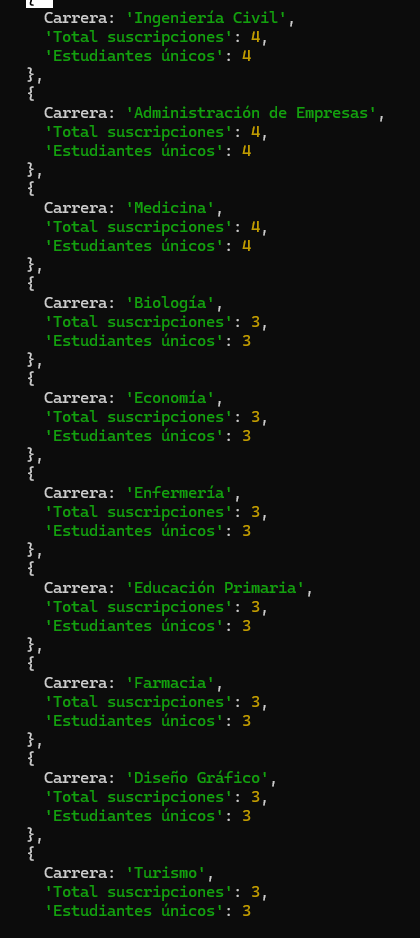 {
Carrera: 'Ingeniería Civil',
'Total suscripciones': 4,
'Estudiantes únicos': 4
},
{
Carrera: 'Administración de Empresas',
'Total suscripciones': 4,
'Estudiantes únicos': 4
},
{
Carrera: 'Medicina',
'Total suscripciones': 4,
'Estudiantes únicos': 4
},
{
Carrera: 'Biología',
'Total suscripciones': 3,
'Estudiantes únicos': 3
},
{
Carrera: 'Economía',
'Total suscripciones': 3,
'Estudiantes únicos': 3
},
{
Carrera: 'Enfermería',
'Total suscripciones': 3,
'Estudiantes únicos': 3
},
{
Carrera: 'Educación Primaria',
'Total suscripciones': 3,
'Estudiantes únicos': 3
},
{
Carrera: 'Farmacia',
'Total suscripciones': 3,
'Estudiantes únicos': 3
},
{
Carrera: 'Diseño Gráfico',
'Total suscripciones': 3,
'Estudiantes únicos': 3
},
{
Carrera: 'Turismo',
'Total suscripciones': 3,
'Estudiantes únicos': 3